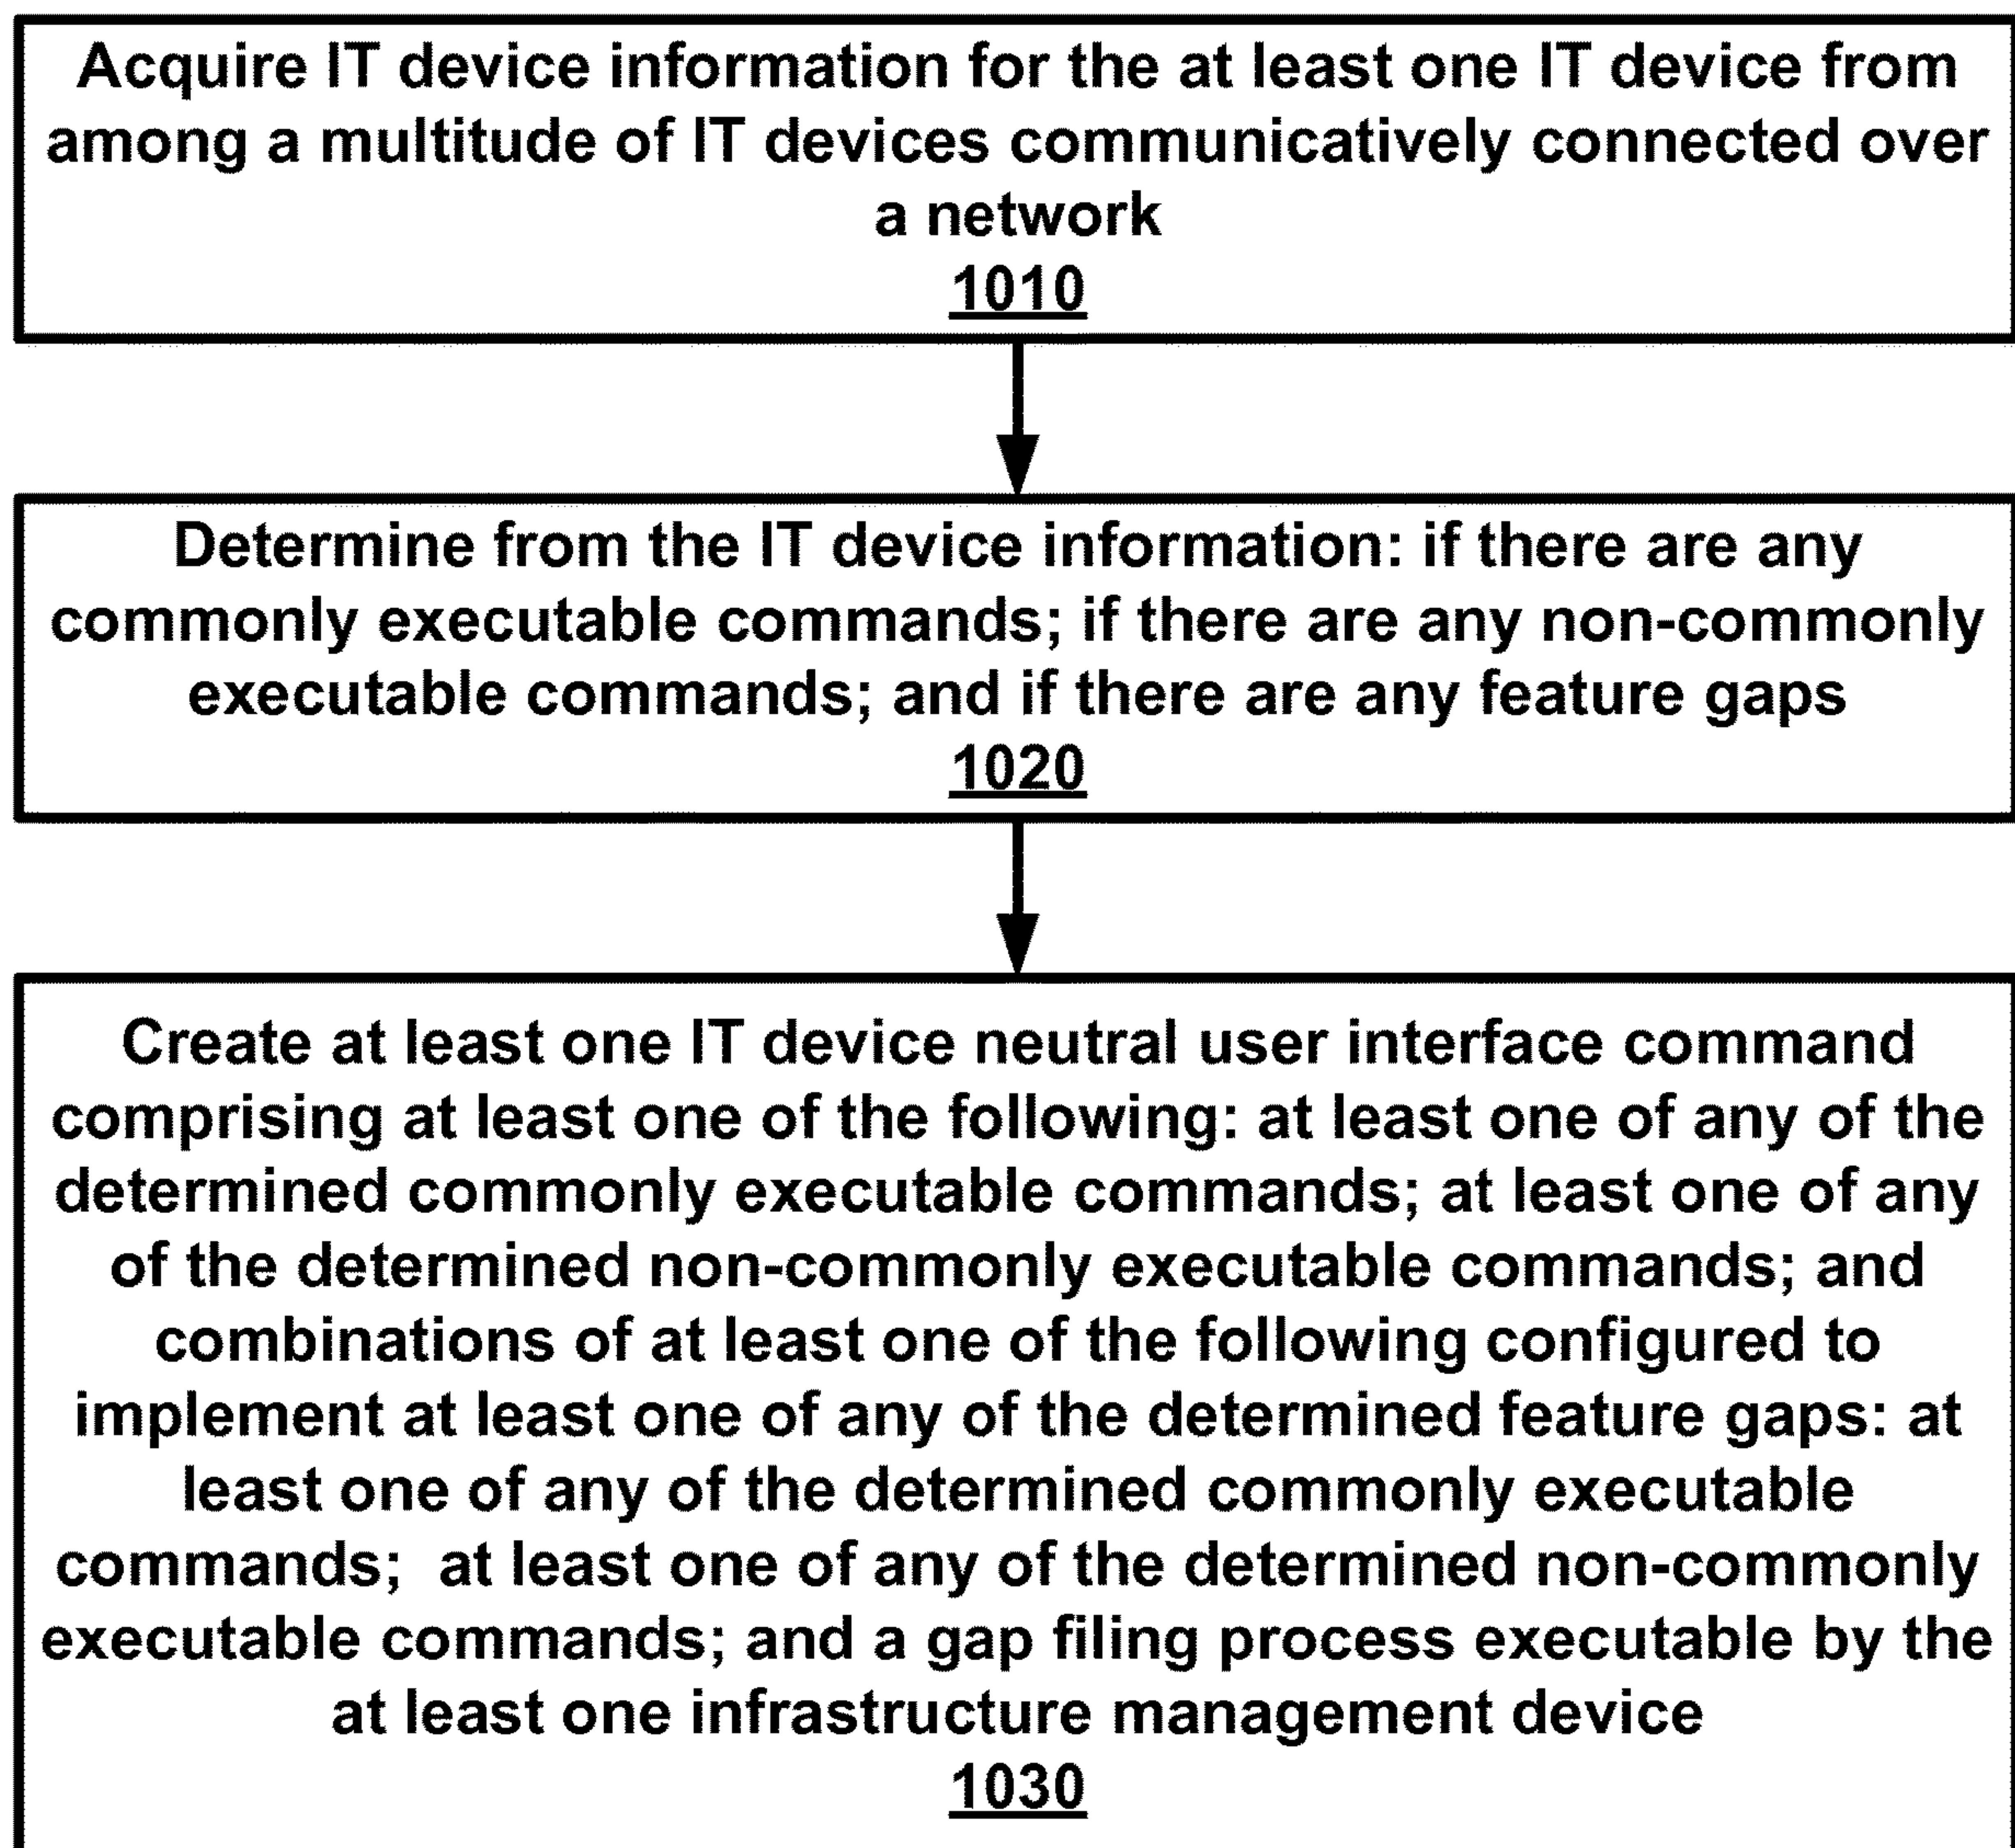 Acquire IT device information for the at least one IT device from
among a multitude of IT devices communicatively connected over
a network
1010
Determine from the IT device information: if there are any
commonly executable commands; if there are any non-commonly
executable commands; and if there are any feature gaps
1020
Create at least one IT device neutral user interface command
comprising at least one of the following: at least one of any of the
determined commonly executable commands; at least one of any
of the determined non-commonly executable commands; and
combinations of at least one of the following configured to
implement at least one of any of the determined feature gaps: at
least one of any of the determined commonly executable
commands;  at least one of any of the determined non-commonly
executable commands; and a gap filing process executable by the
at least one infrastructure management device
1030